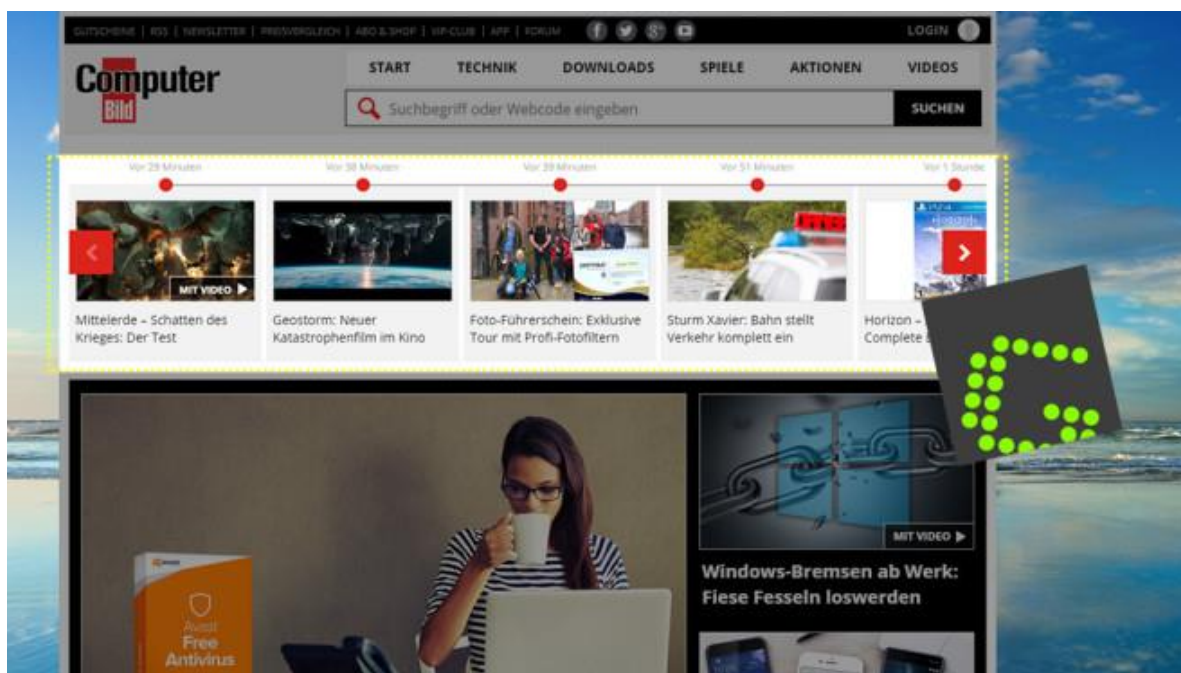 GUTSCHEINE | RSS | NEWSLETTER | PREISVERGLEICH | ABO & SHOP | VIP-CLUB | APP | FORUM
LOGIN
Computer
Bild
START TECHNIK DOWNLOADS SPIELE AKTIONEN VIDEOS
Suchbegriff oder Webcode eingeben
SUCHEN
Vor 29 Minuten Vor 38 Minuten Vor 39 Minuten Vor 51 Minuten Vor 1 Stunde
MIT VIDEO
Mittelerde – Schatten des
Krieges: Der Test
Geostorm: Neuer
Katastrophenfilm im Kino
Foto-Führerschein: Exklusive
Tour mit Profi-Fotofiltern
Sturm Xavier: Bahn stellt
Verkehr komplett ein
Horizon –
Complete
G
MIT VIDEO
Windows-Bremsen ab Werk:
Fiese Fesseln loswerden
Avast
Free
Antivirus